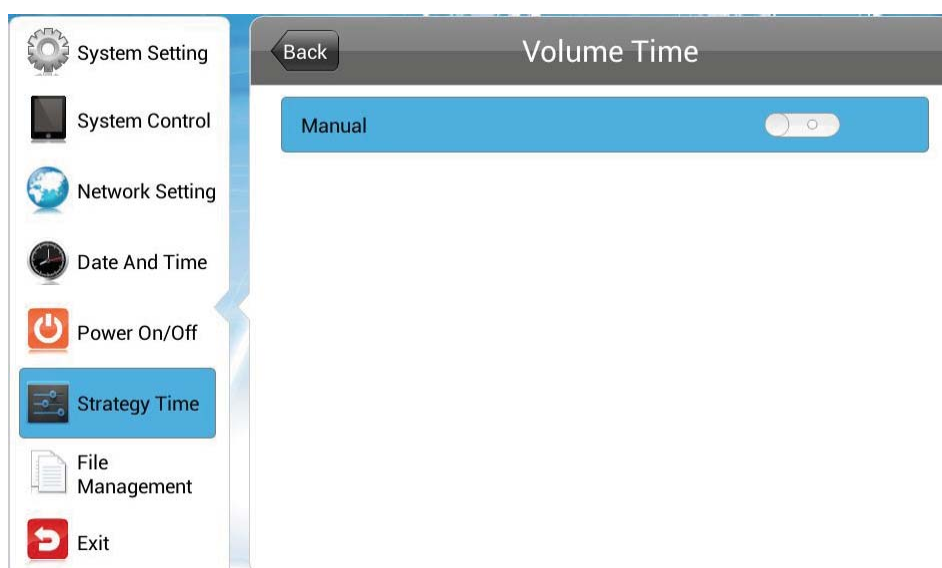 System Setting
System Control
Network Setting
Date And Time
Power On/Off
Strategy Time
File
Management
Exit
Back
Volume Time
Manual